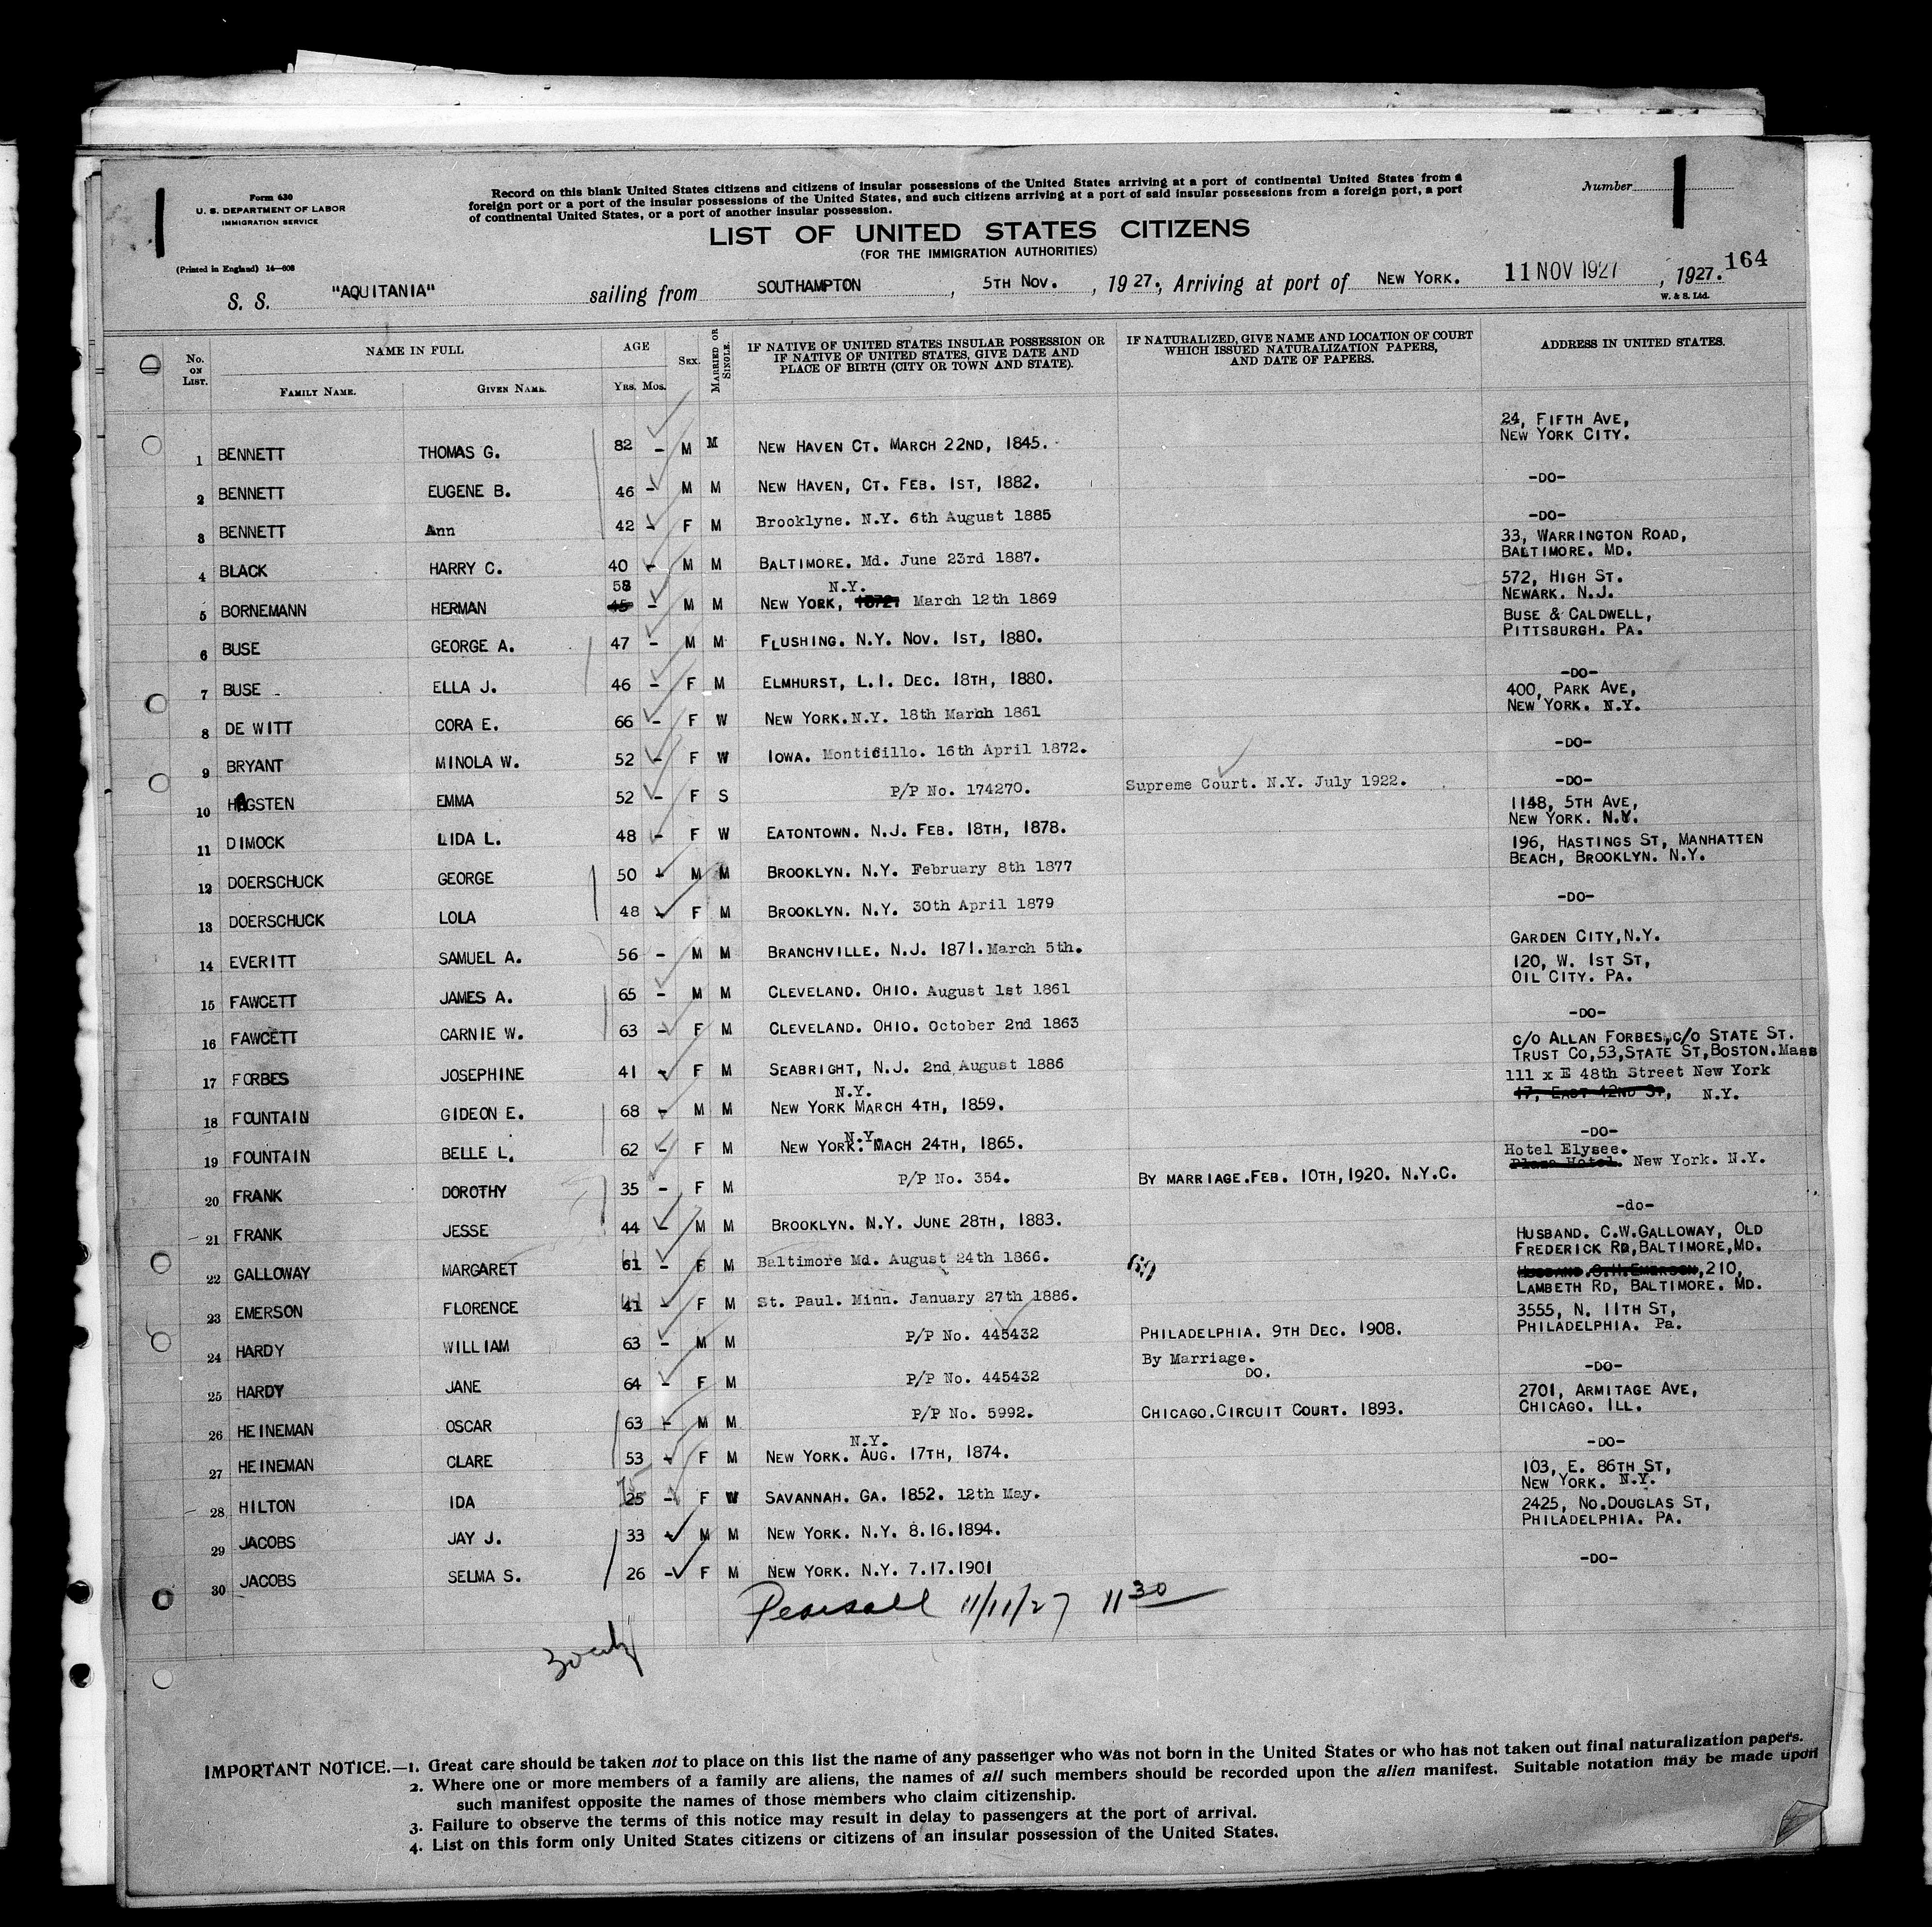 Form 630
U. S. DEPARTMENT OF LABOR
IMMIGRATION SERVICE
(Printed in England) 14—608
Record on this blank United States citizens and citizens of insular possessions of the United States arriving at a port of continental United States from a
foreign port or a port of the insular possessions of the United States, and such citizens arriving at a port of said insular possessions from a foreign port, a port
of continental United States, or a port of another insular possession.
Number
LIST OF UNITED STATES CITIZENS
(FOR THE IMMIGRATION AUTHORITIES)
164
S. S. "AQUITANIA" sailing from SOUTHAMPTON, 5TH NOV., 1927., Arriving at port of NEW YORK. 11 NOV 1927, 1927.
W. & S. Ltd.
No. ON LIST. NAME IN FULL FAMILY NAME. GIVEN NAME. AGE YRS. MOS. SEX. MARRIED OR SINGLE. IF NATIVE OF UNITED STATES INSULAR POSSESSION OR IF NATIVE OF UNITED STATES, GIVE DATE AND PLACE OF BIRTH (CITY OR TOWN AND STATE). IF NATURALIZED, GIVE NAME AND LOCATION OF COURT WHICH ISSUED NATURALIZATION PAPERS, AND DATE OF PAPERS. ADDRESS IN UNITED STATES.
1 BENNETT THOMAS G. 82 – M M NEW HAVEN CT. MARCH 22ND, 1845. 24, FIFTH AVE, NEW YORK CITY.
2 BENNETT EUGENE B. 46 – M M NEW HAVEN, CT. FEB. 1ST, 1882. -DO-
3 BENNETT Ann 42 – F M Brooklyne. N.Y. 6th August 1885 -DO-
4 BLACK HARRY C. 40 – M M BALTIMORE. Md. June 23rd 1887. 33, WARRINGTON ROAD, BALTIMORE. MD.
5 BORNEMANN HERMAN 58 45 – M M NEW YORK, N.Y. 1872. March 12th 1869 572, HIGH ST. NEWARK. N.J.
6 BUSE GEORGE A. 47 – M M FLUSHING. N.Y. NOV. 1ST, 1880. BUSE & CALDWELL, PITTSBURGH. PA.
7 BUSE ELLA J. 46 – F M ELMHURST, L.I. DEC. 18TH, 1880. -DO-
8 DE WITT CORA E. 66 – F W NEW YORK.N.Y. 18th March 1861 400, PARK AVE, NEW YORK. N.Y.
9 BRYANT MINOLA W. 52 – F W IOWA. Monticillo. 16th April 1872. -DO-
10 HAGSTEN EMMA 52 – F S P/P No. 174270. Supreme Court. N.Y. July 1922. -DO-
11 DIMOCK LIDA L. 48 – F W EATONTOWN. N.J. FEB. 18TH, 1878. 1148, 5TH AVE, NEW YORK. N.Y.
12 DOERSCHUCK GEORGE 50 – M M BROOKLYN. N.Y. February 8th 1877 196, HASTINGS ST, MANHATTEN BEACH, BROOKLYN. N.Y.
13 DOERSCHUCK LOLA 48 – F M BROOKLYN. N.Y. 30th April 1879 -DO-
14 EVERITT SAMUEL A. 56 – M M BRANCHVILLE. N.J. 1871. March 5th. GARDEN CITY, N.Y.
15 FAWCETT JAMES A. 65 – M M CLEVELAND. OHIO. August 1st 1861 120, W. 1ST ST, OIL CITY. PA.
16 FAWCETT CARNIE W. 63 – F M CLEVELAND. OHIO. October 2nd 1863 -DO-
17 FORBES JOSEPHINE 41 – F M SEABRIGHT, N.J. 2nd August 1886 C/O ALLAN FORBES, C/O STATE ST. TRUST CO, 53, STATE ST, BOSTON. Mass
18 FOUNTAIN GIDEON E. 68 – M M NEW YORK N.Y. MARCH 4TH, 1859. 111 x E 48th Street New York 17, EAST 42ND ST, N.Y.
19 FOUNTAIN BELLE L. 62 – F M NEW YORK. N.Y. MACH 24TH, 1865. -DO-
20 FRANK DOROTHY 35 – F M P/P No. 354. BY MARRIAGE. FEB. 10TH, 1920. N.Y.C. Hotel Elysee. Plaza Hotel. New York. N.Y.
21 FRANK JESSE 44 – M M BROOKLYN. N.Y. JUNE 28TH, 1883. -do-
22 GALLOWAY MARGARET 61 – F M Baltimore Md. August 24th 1866. 69 HUSBAND. C.W.GALLOWAY, OLD FREDERICK RD, BALTIMORE, MD.
23 EMERSON FLORENCE 41 – F M St. Paul. Minn. January 27th 1886. HUSBAND. EMERSON, 210, LAMBETH RD, BALTIMORE. MD.
24 HARDY WILLIAM 63 – M M P/P No. 445432 PHILADELPHIA. 9TH DEC. 1908. 3555, N. 11TH ST, PHILADELPHIA. Pa.
25 HARDY JANE 64 – F M P/P No. 445432 By Marriage. DO. -DO-
26 HEINEMAN OSCAR 63 – M M P/P No. 5992. CHICAGO. CIRCUIT COURT. 1893. 2701, ARMITAGE AVE, CHICAGO. ILL.
27 HEINEMAN CLARE 53 – F M NEW YORK. N.Y. AUG. 17TH, 1874. -DO-
28 HILTON IDA 75 25 – F W SAVANNAH. GA. 1852. 12th May. 103, E. 86TH ST, NEW YORK. N.Y.
29 JACOBS JAY J. 33 – M M NEW YORK. N.Y. 8.16.1894. 2425, NO.DOUGLAS ST, PHILADELPHIA. PA.
30 JACOBS SELMA S. 26 – F M NEW YORK. N.Y. 7.17.1901 -DO-
Pearsall 11/11/27 11 30
IMPORTANT NOTICE.—1. Great care should be taken not to place on this list the name of any passenger who was not born in the United States or who has not taken out final naturalization papers.
2. Where one or more members of a family are aliens, the names of all such members should be recorded upon the alien manifest. Suitable notation may be made upon
such manifest opposite the names of those members who claim citizenship.
3. Failure to observe the terms of this notice may result in delay to passengers at the port of arrival.
4. List on this form only United States citizens or citizens of an insular possession of the United States.